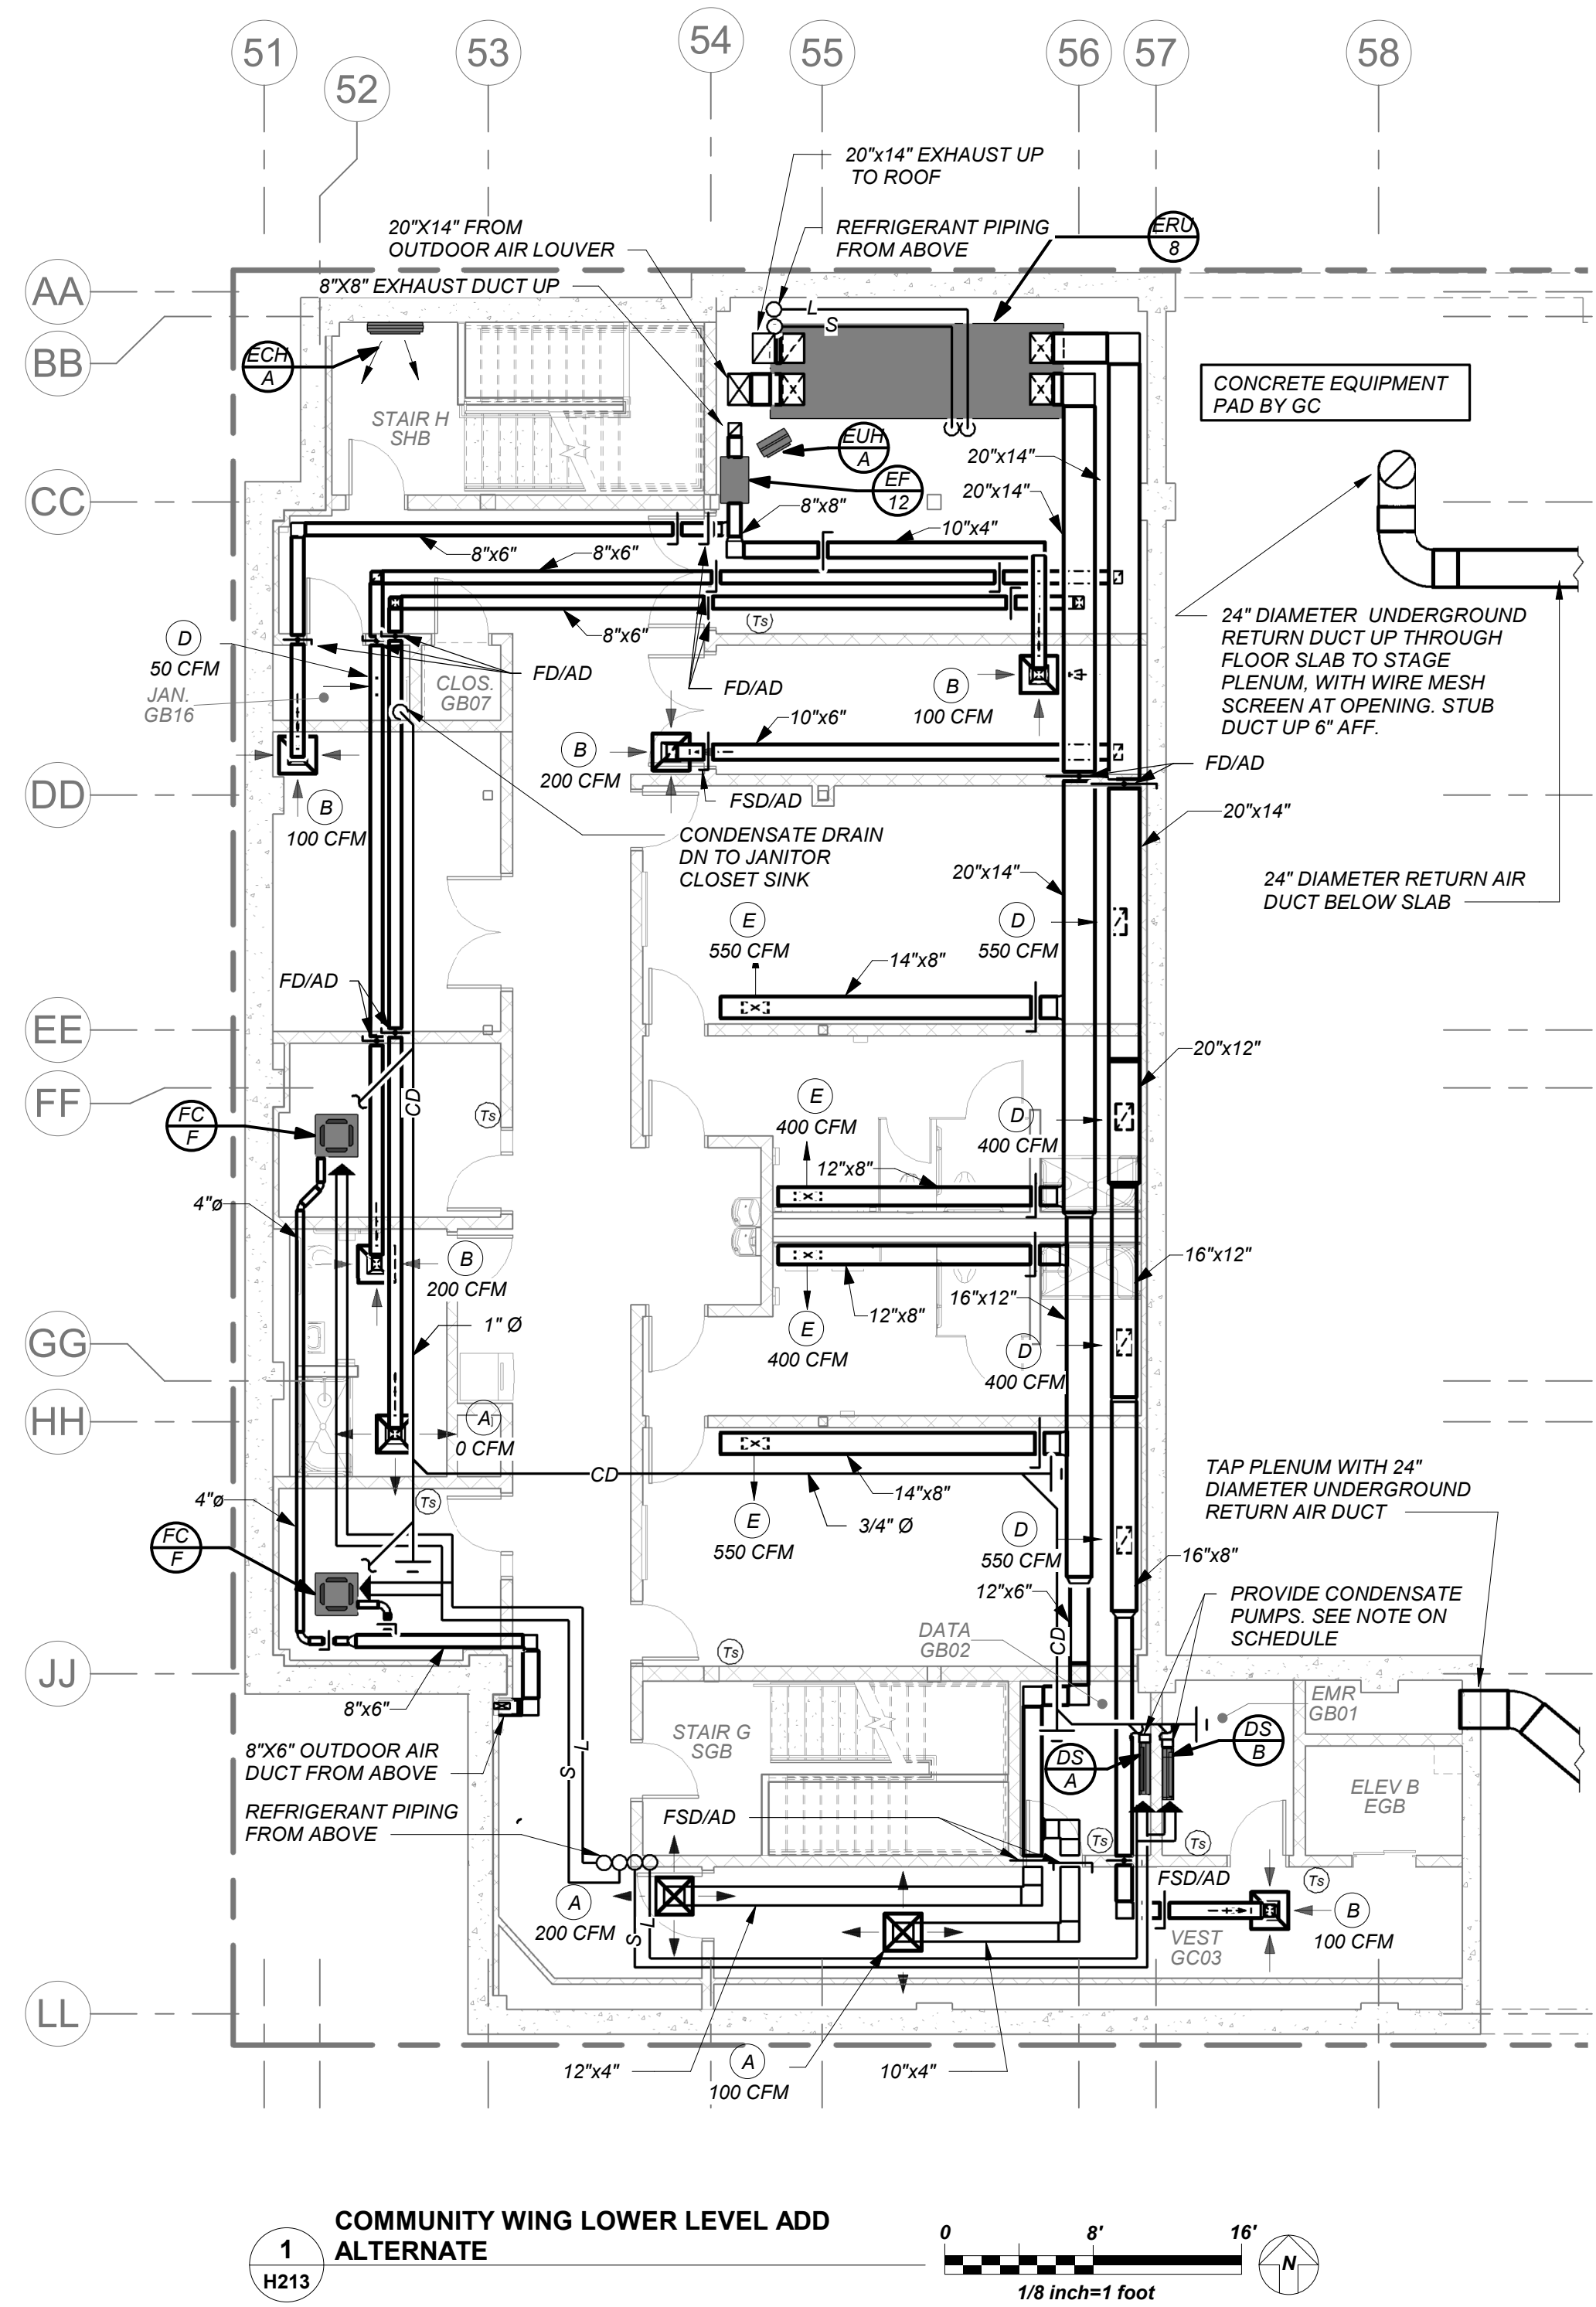 51
52
53
54
55
56
57
58
20"x14" EXHAUST UP
TO ROOF
20"X14" FROM
OUTDOOR AIR LOUVER
REFRIGERANT PIPING
FROM ABOVE
ERU
8
AA
8"X8" EXHAUST DUCT UP
L
S
BB
ECH
A
CONCRETE EQUIPMENT
PAD BY GC
STAIR H
SHB
EUH
A
20"x14"
CC
EF
12
20"x14"
8"x8"
10"x4"
8"x6"
8"x6"
8"x6"
Ts
24" DIAMETER UNDERGROUND
RETURN DUCT UP THROUGH
FLOOR SLAB TO STAGE
PLENUM, WITH WIRE MESH
SCREEN AT OPENING. STUB
DUCT UP 6" AFF.
D
50 CFM
JAN.
GB16
CLOS.
GB07
FD/AD
FD/AD
B
100 CFM
10"x6"
B
200 CFM
FD/AD
DD
B
100 CFM
FSD/AD
20"x14"
CONDENSATE DRAIN
DN TO JANITOR
CLOSET SINK
20"x14"
24" DIAMETER RETURN AIR
DUCT BELOW SLAB
E
550 CFM
D
550 CFM
14"x8"
FD/AD
EE
20"x12"
FF
CD
FC
F
Ts
E
400 CFM
D
400 CFM
12"x8"
4"ø
B
200 CFM
16"x12"
16"x12"
1" Ø
12"x8"
GG
E
400 CFM
D
400 CFM
HH
A
0 CFM
CD
TAP PLENUM WITH 24"
DIAMETER UNDERGROUND
RETURN AIR DUCT
4"ø
Ts
14"x8"
E
550 CFM
3/4" Ø
D
550 CFM
FC
F
16"x8"
12"x6"
PROVIDE CONDENSATE
PUMPS. SEE NOTE ON
SCHEDULE
DATA
GB02
CD
Ts
JJ
8"x6"
EMR
GB01
STAIR G
SGB
DS
A
DS
B
8"X6" OUTDOOR AIR
DUCT FROM ABOVE
L
S
ELEV B
EGB
REFRIGERANT PIPING
FROM ABOVE
FSD/AD
Ts
Ts
FSD/AD
Ts
A
200 CFM
L
S
B
100 CFM
VEST
GC03
LL
12"x4"
A
100 CFM
10"x4"
1
H213
COMMUNITY WING LOWER LEVEL ADD
ALTERNATE
0
8'
16'
1/8 inch=1 foot
N